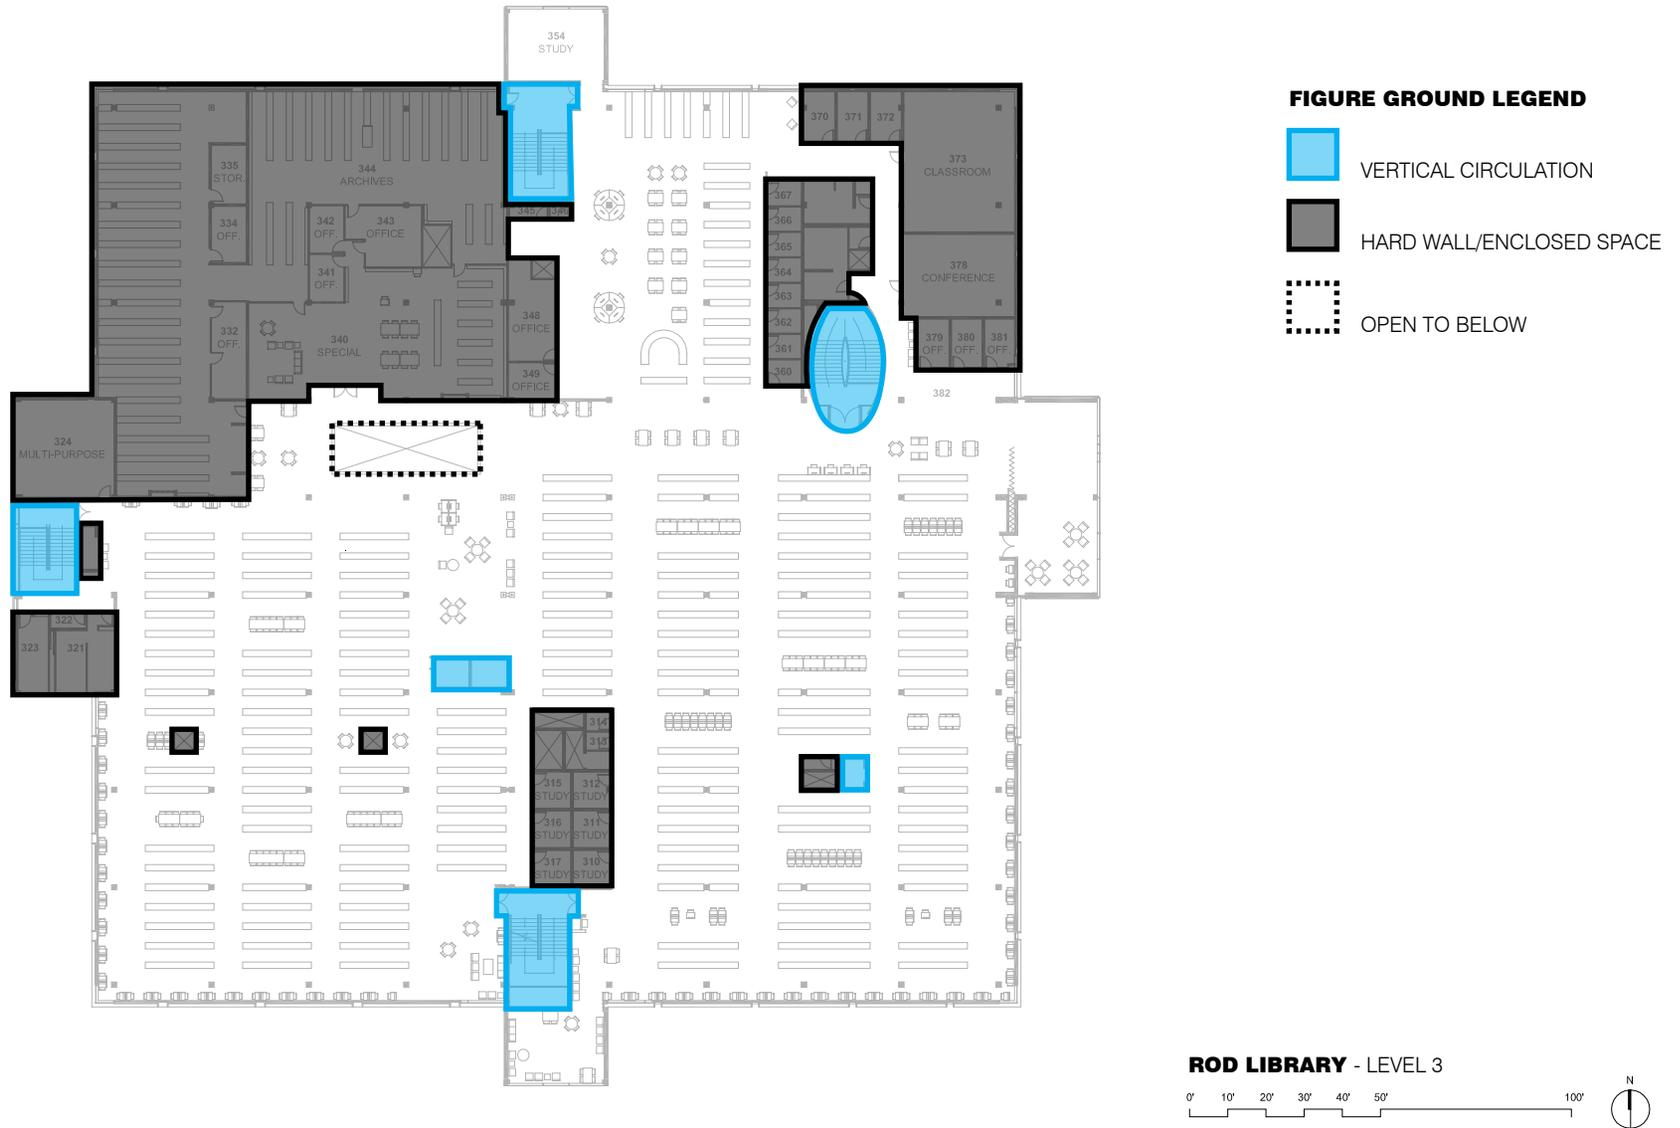 354
STUDY
FIGURE GROUND LEGEND
VERTICAL CIRCULATION
HARD WALL/ENCLOSED SPACE
OPEN TO BELOW
370 371 372
373
CLASSROOM
335
STOR.
344
ARCHIVES
334
OFF.
342
OFF.
343
OFFICE
345
341
OFF.
367
366
365
364
363
362
361
360
378
CONFERENCE
332
OFF.
340
SPECIAL
348
OFFICE
349
OFFICE
379
OFF.
380
OFF.
381
OFF.
382
324
MULTI-PURPOSE
323
322
321
314
313
315
STUDY
312
STUDY
316
STUDY
311
STUDY
317
STUDY
310
STUDY
ROD LIBRARY - LEVEL 3
0' 10' 20' 30' 40' 50' 100'
N